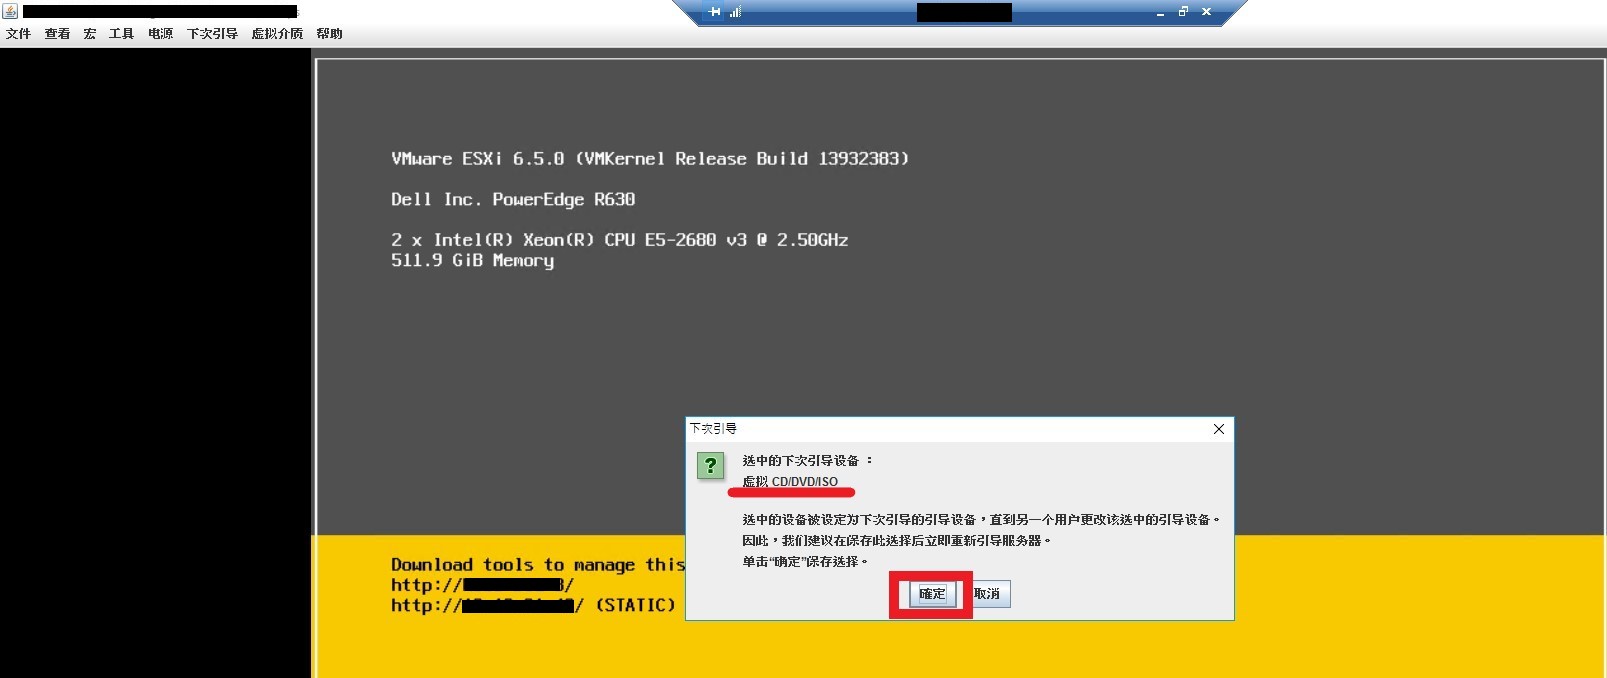 文件 查看 宏 工具 电源 下次引导 虚拟介质 帮助
VMware ESXi 6.5.0 (VMKernel Release Build 13932383)
Dell Inc. PowerEdge R630
2 x Intel(R) Xeon(R) CPU E5-2680 v3 @ 2.50GHz
511.9 GiB Memory
下次引导
?
选中的下次引导设备：
虚拟 CD/DVD/ISO
选中的设备被设定为下次引导的引导设备，直到另一个用户更改该选中的引导设备。
因此，我们建议在保存此选择后立即重新引导服务器。
单击“确定”保存选择。
確定 取消
Download tools to manage this
http:// /
http:// / (STATIC)